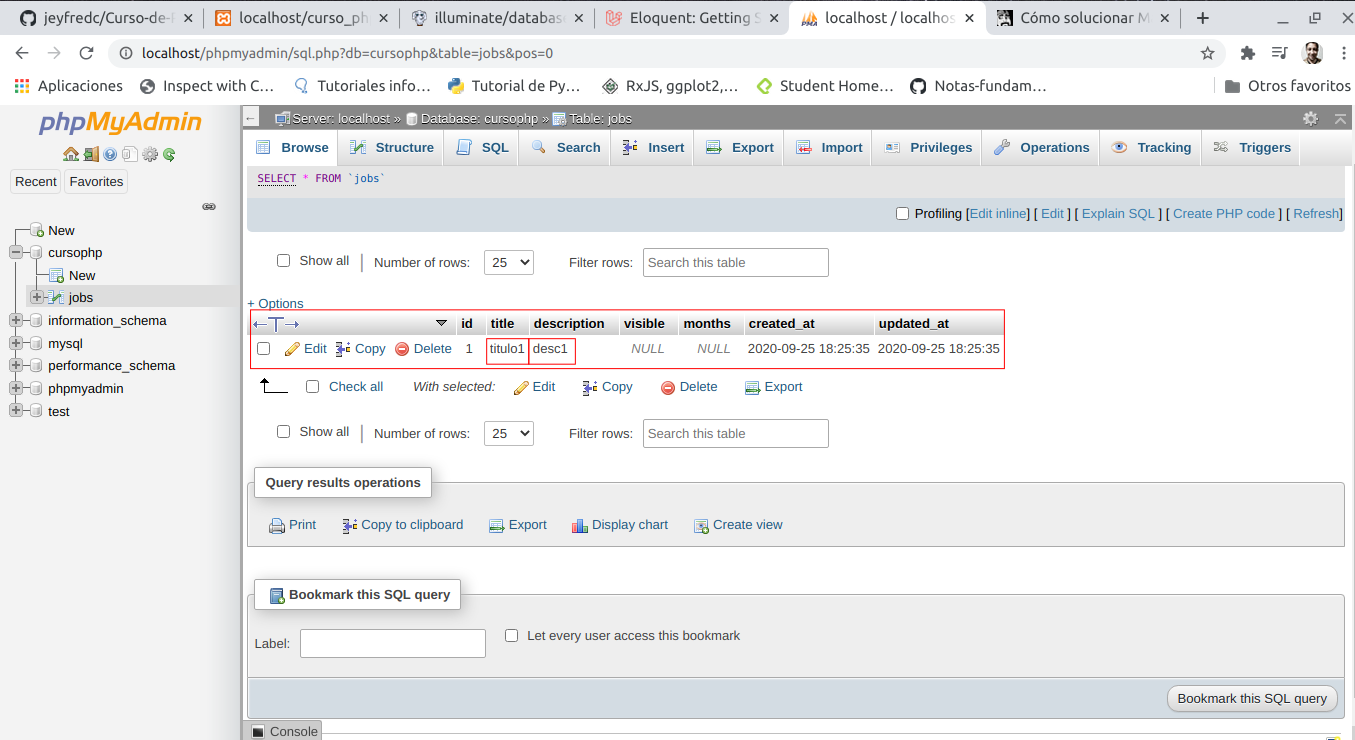 jeyfredc/Curso-de-P
localhost/curso_ph
illuminate/databas
Eloquent: Getting S
localhost / localhos
Cómo solucionar M
localhost/phpmyadmin/sql.php?db=cursophp&table=jobs&pos=0
Aplicaciones
Inspect with C...
Tutoriales info...
Tutorial de Py...
RxJS, ggplot2,...
Student Home...
Notas-fundam...
Otros favoritos
phpMyAdmin
Recent
Favorites
New
cursophp
New
jobs
information_schema
mysql
performance_schema
phpmyadmin
test
Server: localhost » Database: cursophp » Table: jobs
Browse
Structure
SQL
Search
Insert
Export
Import
Privileges
Operations
Tracking
Triggers
SELECT * FROM `jobs`
Profiling [Edit inline] [ Edit ] [ Explain SQL ] [ Create PHP code ] [ Refresh]
Show all
Number of rows:
25
Filter rows:
Search this table
+ Options
id title description visible months created_at updated_at
Edit Copy Delete 1 titulo1 desc1 NULL NULL 2020-09-25 18:25:35 2020-09-25 18:25:35
Check all
With selected:
Edit
Copy
Delete
Export
Show all
Number of rows:
25
Filter rows:
Search this table
Query results operations
Print
Copy to clipboard
Export
Display chart
Create view
Bookmark this SQL query
Label:
Let every user access this bookmark
Bookmark this SQL query
Console